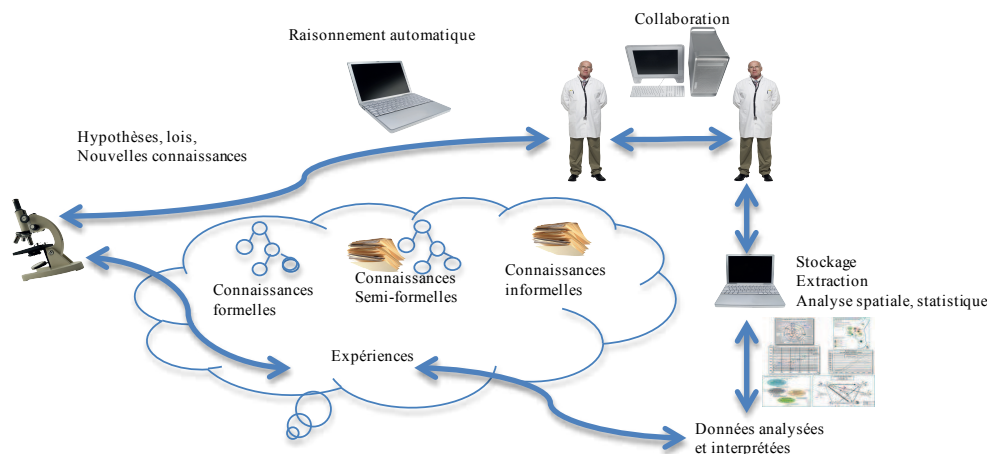 Collaboration
Raisonnement automatique
Hypothèses, lois,
Nouvelles connaissances
Connaissances
formelles
Connaissances
Semi-formelles
Connaissances
informelles
Stockage
Extraction
Analyse spatiale, statistique
Expériences
Données analysées
et interprétées